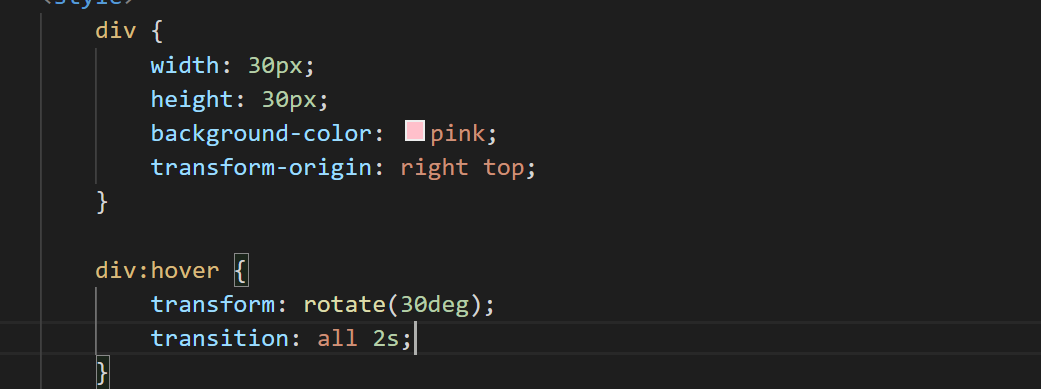 <style>
div {
width: 30px;
height: 30px;
background-color: pink;
transform-origin: right top;
}
div:hover {
transform: rotate(30deg);
transition: all 2s;
}